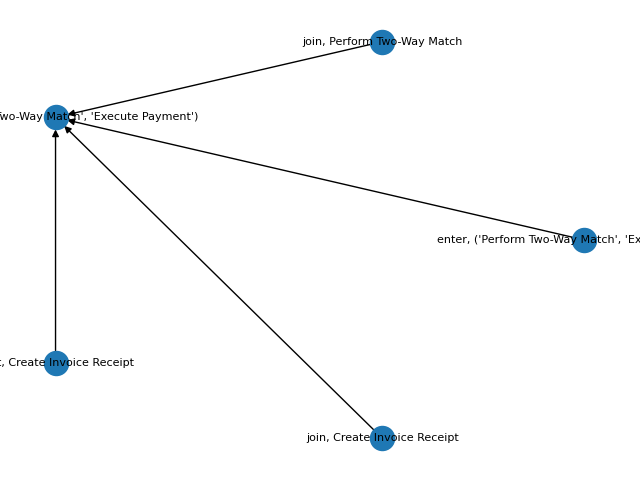 join, Perform Two-Way Match
Two-Way Match', 'Execute Payment')
enter, ('Perform Two-Way Match', 'Ex
t, Create Invoice Receipt
join, Create Invoice Receipt